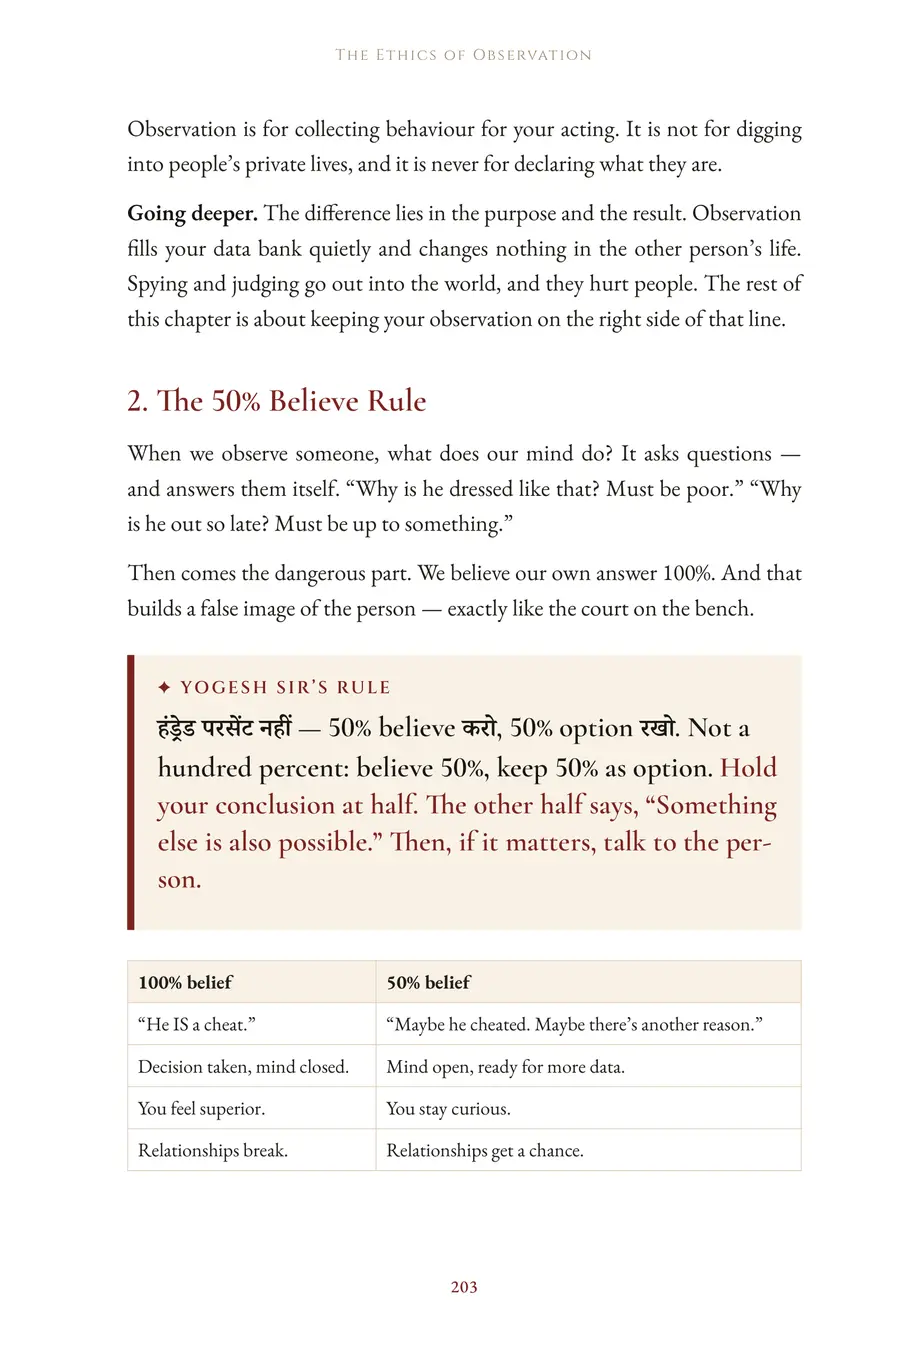 The Ethics of Observation
Observation is for collecting behaviour for your acting. It is not for digging
into people’s private lives, and it is never for declaring what they are.
Going deeper. The difference lies in the purpose and the result. Observation
fills your data bank quietly and changes nothing in the other person’s life.
Spying and judging go out into the world, and they hurt people. The rest of
this chapter is about keeping your observation on the right side of that line.
2. The 50% Believe Rule
When we observe someone, what does our mind do? It asks questions —
and answers them itself. “Why is he dressed like that? Must be poor.” “Why
is he out so late? Must be up to something.”
Then comes the dangerous part. We believe our own answer 100%. And that
builds a false image of the person — exactly like the court on the bench.
✦ YOGESH SIR’S RULE
हंड्रेड परसेंट नहीं — 50% believe करो, 50% option रखो. Not a
hundred percent: believe 50%, keep 50% as option. Hold
your conclusion at half. The other half says, “Something
else is also possible.” Then, if it matters, talk to the per-
son.
100% belief 50% belief
“He IS a cheat.” “Maybe he cheated. Maybe there’s another reason.”
Decision taken, mind closed. Mind open, ready for more data.
You feel superior. You stay curious.
Relationships break. Relationships get a chance.
203